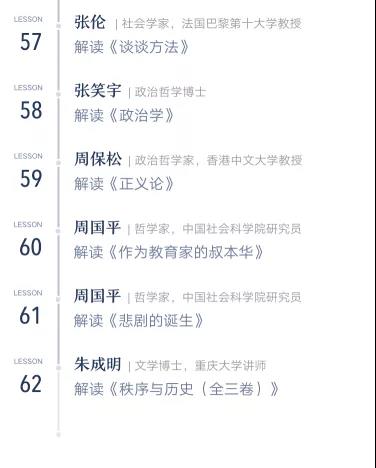 LESSON
57
张伦 | 社会学家，法国巴黎第十大学教授
解读《谈谈方法》
LESSON
58
张笑宇 | 政治哲学博士
解读《政治学》
LESSON
59
周保松 | 政治哲学家，香港中文大学教授
解读《正义论》
LESSON
60
周国平 | 哲学家，中国社会科学院研究员
解读《作为教育家的叔本华》
LESSON
61
周国平 | 哲学家，中国社会科学院研究员
解读《悲剧的诞生》
LESSON
62
朱成明 | 文学博士，重庆大学讲师
解读《秩序与历史（全三卷）》